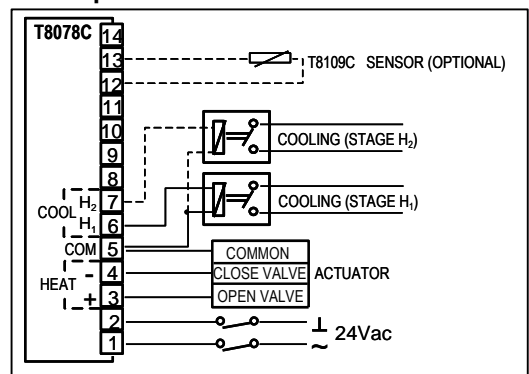 T8078C
14
13
12
11
10
9
8
7
6
5
4
3
2
1
T8109C SENSOR (OPTIONAL)
COOLING (STAGE H₂)
COOLING (STAGE H₁)
COOL
H₂
H₁
COM
HEAT
-
+
COMMON
CLOSE VALVE
OPEN VALVE
ACTUATOR
24Vac
~